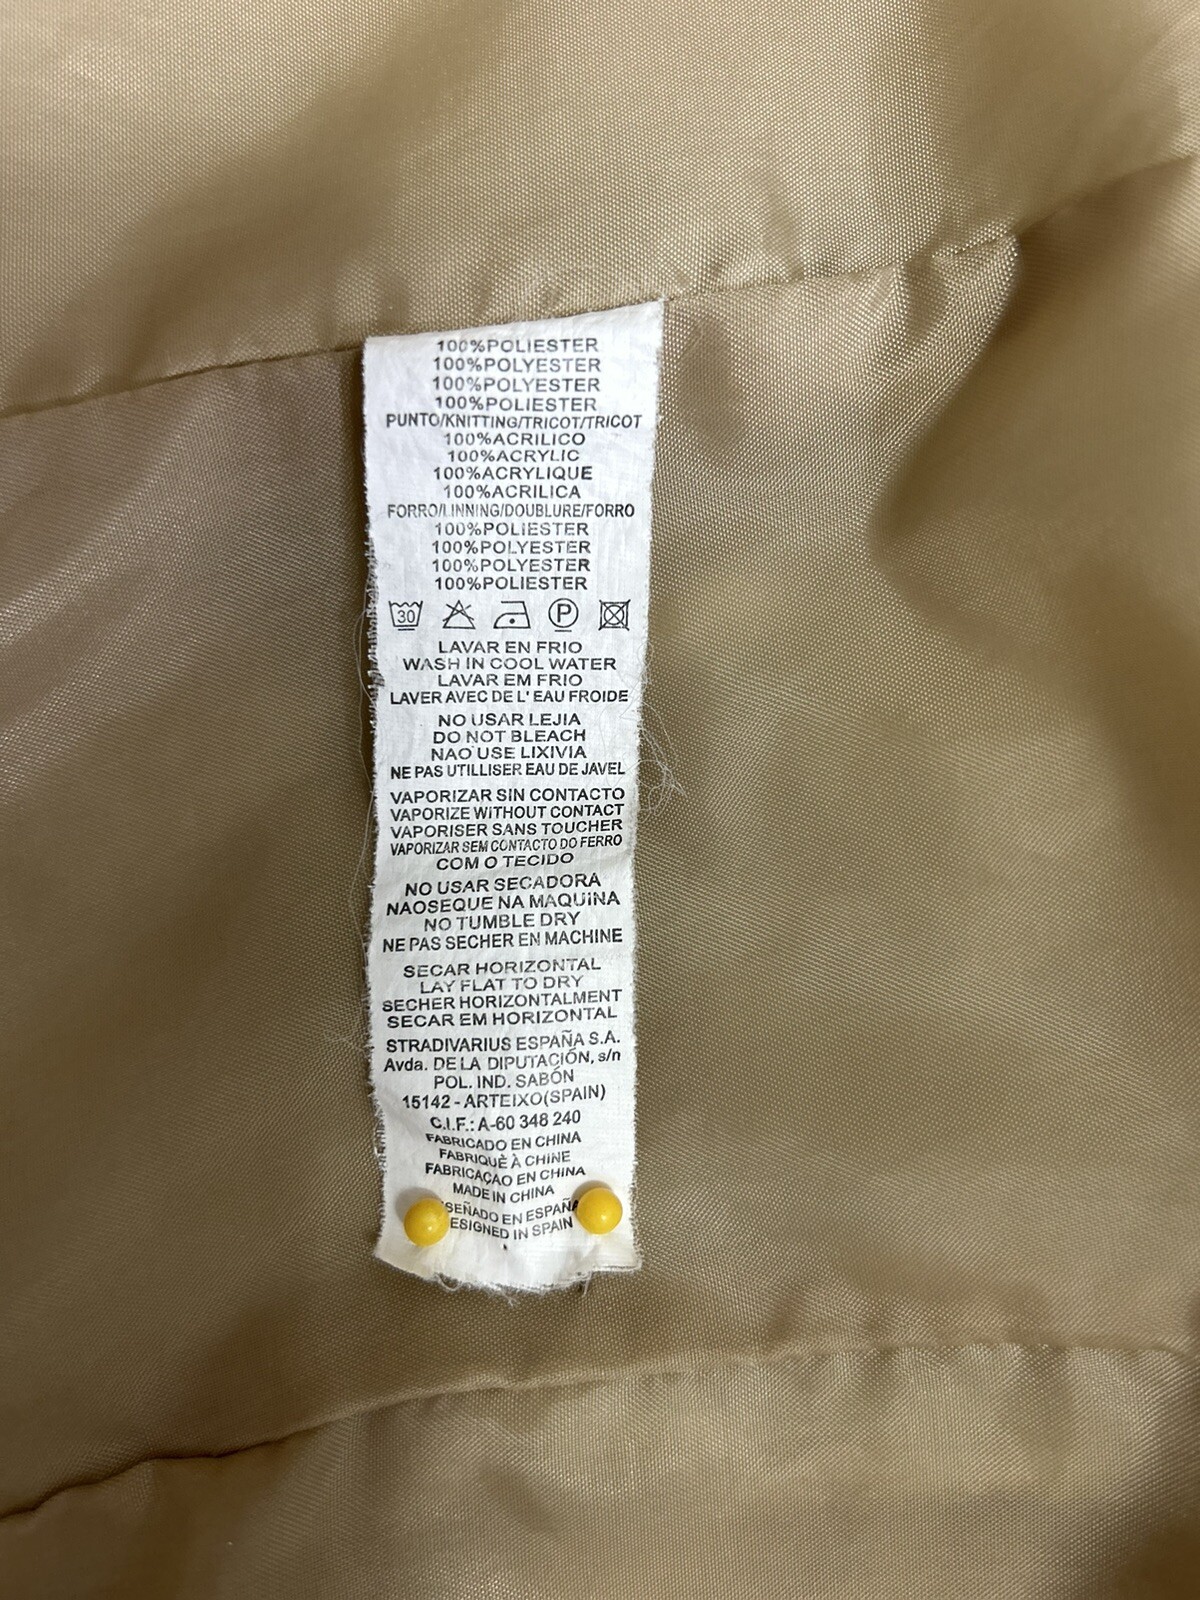 100%POLIESTER
100%POLYESTER
100%POLYESTER
100%POLIESTER
PUNTO/KNITTING/TRICOT/TRICOT
100%ACRILICO
100%ACRYLIC
100%ACRYLIQUE
100%ACRILICA
FORRO/LINNING/DOUBLURE/FORRO
100%POLIESTER
100%POLYESTER
100%POLYESTER
100%POLIESTER
30 P
LAVAR EN FRIO
WASH IN COOL WATER
LAVAR EM FRIO
LAVER AVEC DE L' EAU FROIDE
NO USAR LEJIA
DO NOT BLEACH
NAO USE LIXIVIA
NE PAS UTILLISER EAU DE JAVEL
VAPORIZAR SIN CONTACTO
VAPORIZE WITHOUT CONTACT
VAPORISER SANS TOUCHER
VAPORIZAR SEM CONTACTO DO FERRO
COM O TECIDO
NO USAR SECADORA
NAOSEQUE NA MAQUINA
NO TUMBLE DRY
NE PAS SECHER EN MACHINE
SECAR HORIZONTAL
LAY FLAT TO DRY
SECHER HORIZONTALMENT
SECAR EM HORIZONTAL
STRADIVARIUS ESPAÑA S.A.
Avda. DE LA DIPUTACIÓN, s/n
POL. IND. SABÓN
15142 - ARTEIXO(SPAIN)
C.I.F.: A-60 348 240
FABRICADO EN CHINA
FABRIQUÈ À CHINE
FABRICAÇAO EN CHINA
MADE IN CHINA
SEÑADO EN ESPAÑA
ESIGNED IN SPAIN